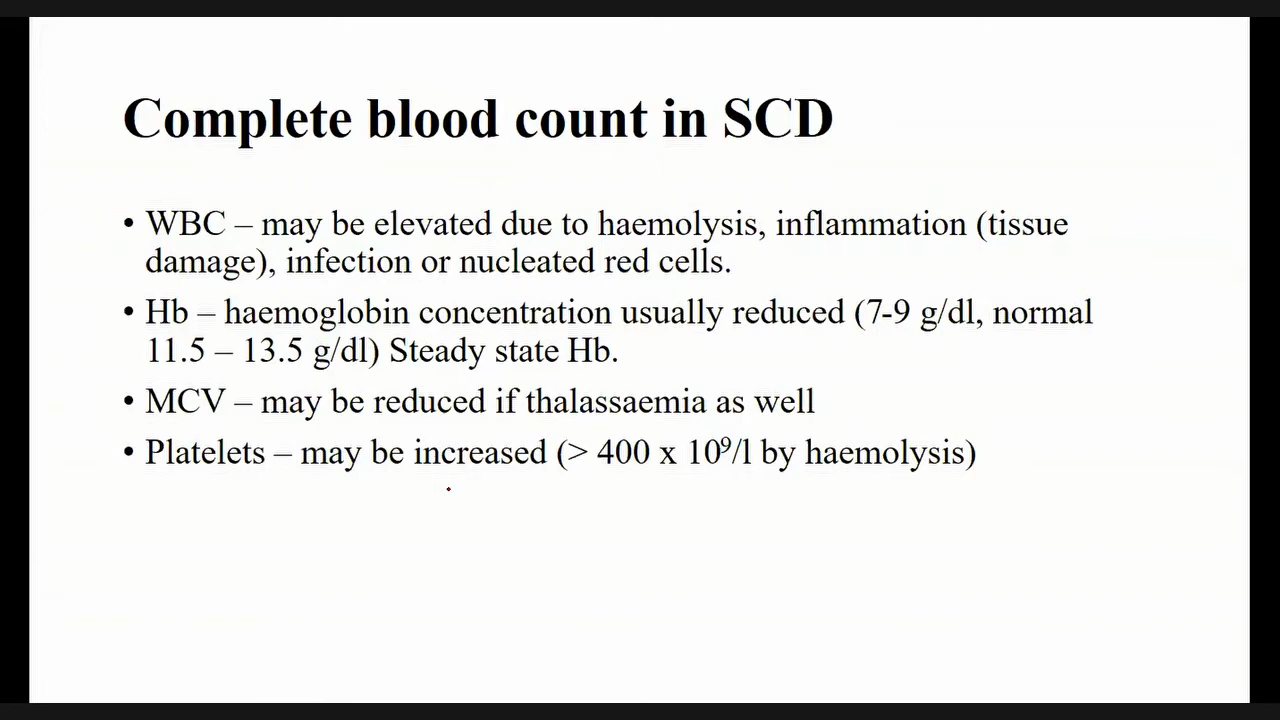 Complete blood count in SCD
• WBC – may be elevated due to haemolysis, inflammation (tissue
damage), infection or nucleated red cells.
• Hb – haemoglobin concentration usually reduced (7-9 g/dl, normal
11.5 – 13.5 g/dl) Steady state Hb.
• MCV – may be reduced if thalassaemia as well
• Platelets – may be increased (> 400 x 10⁹/l by haemolysis)